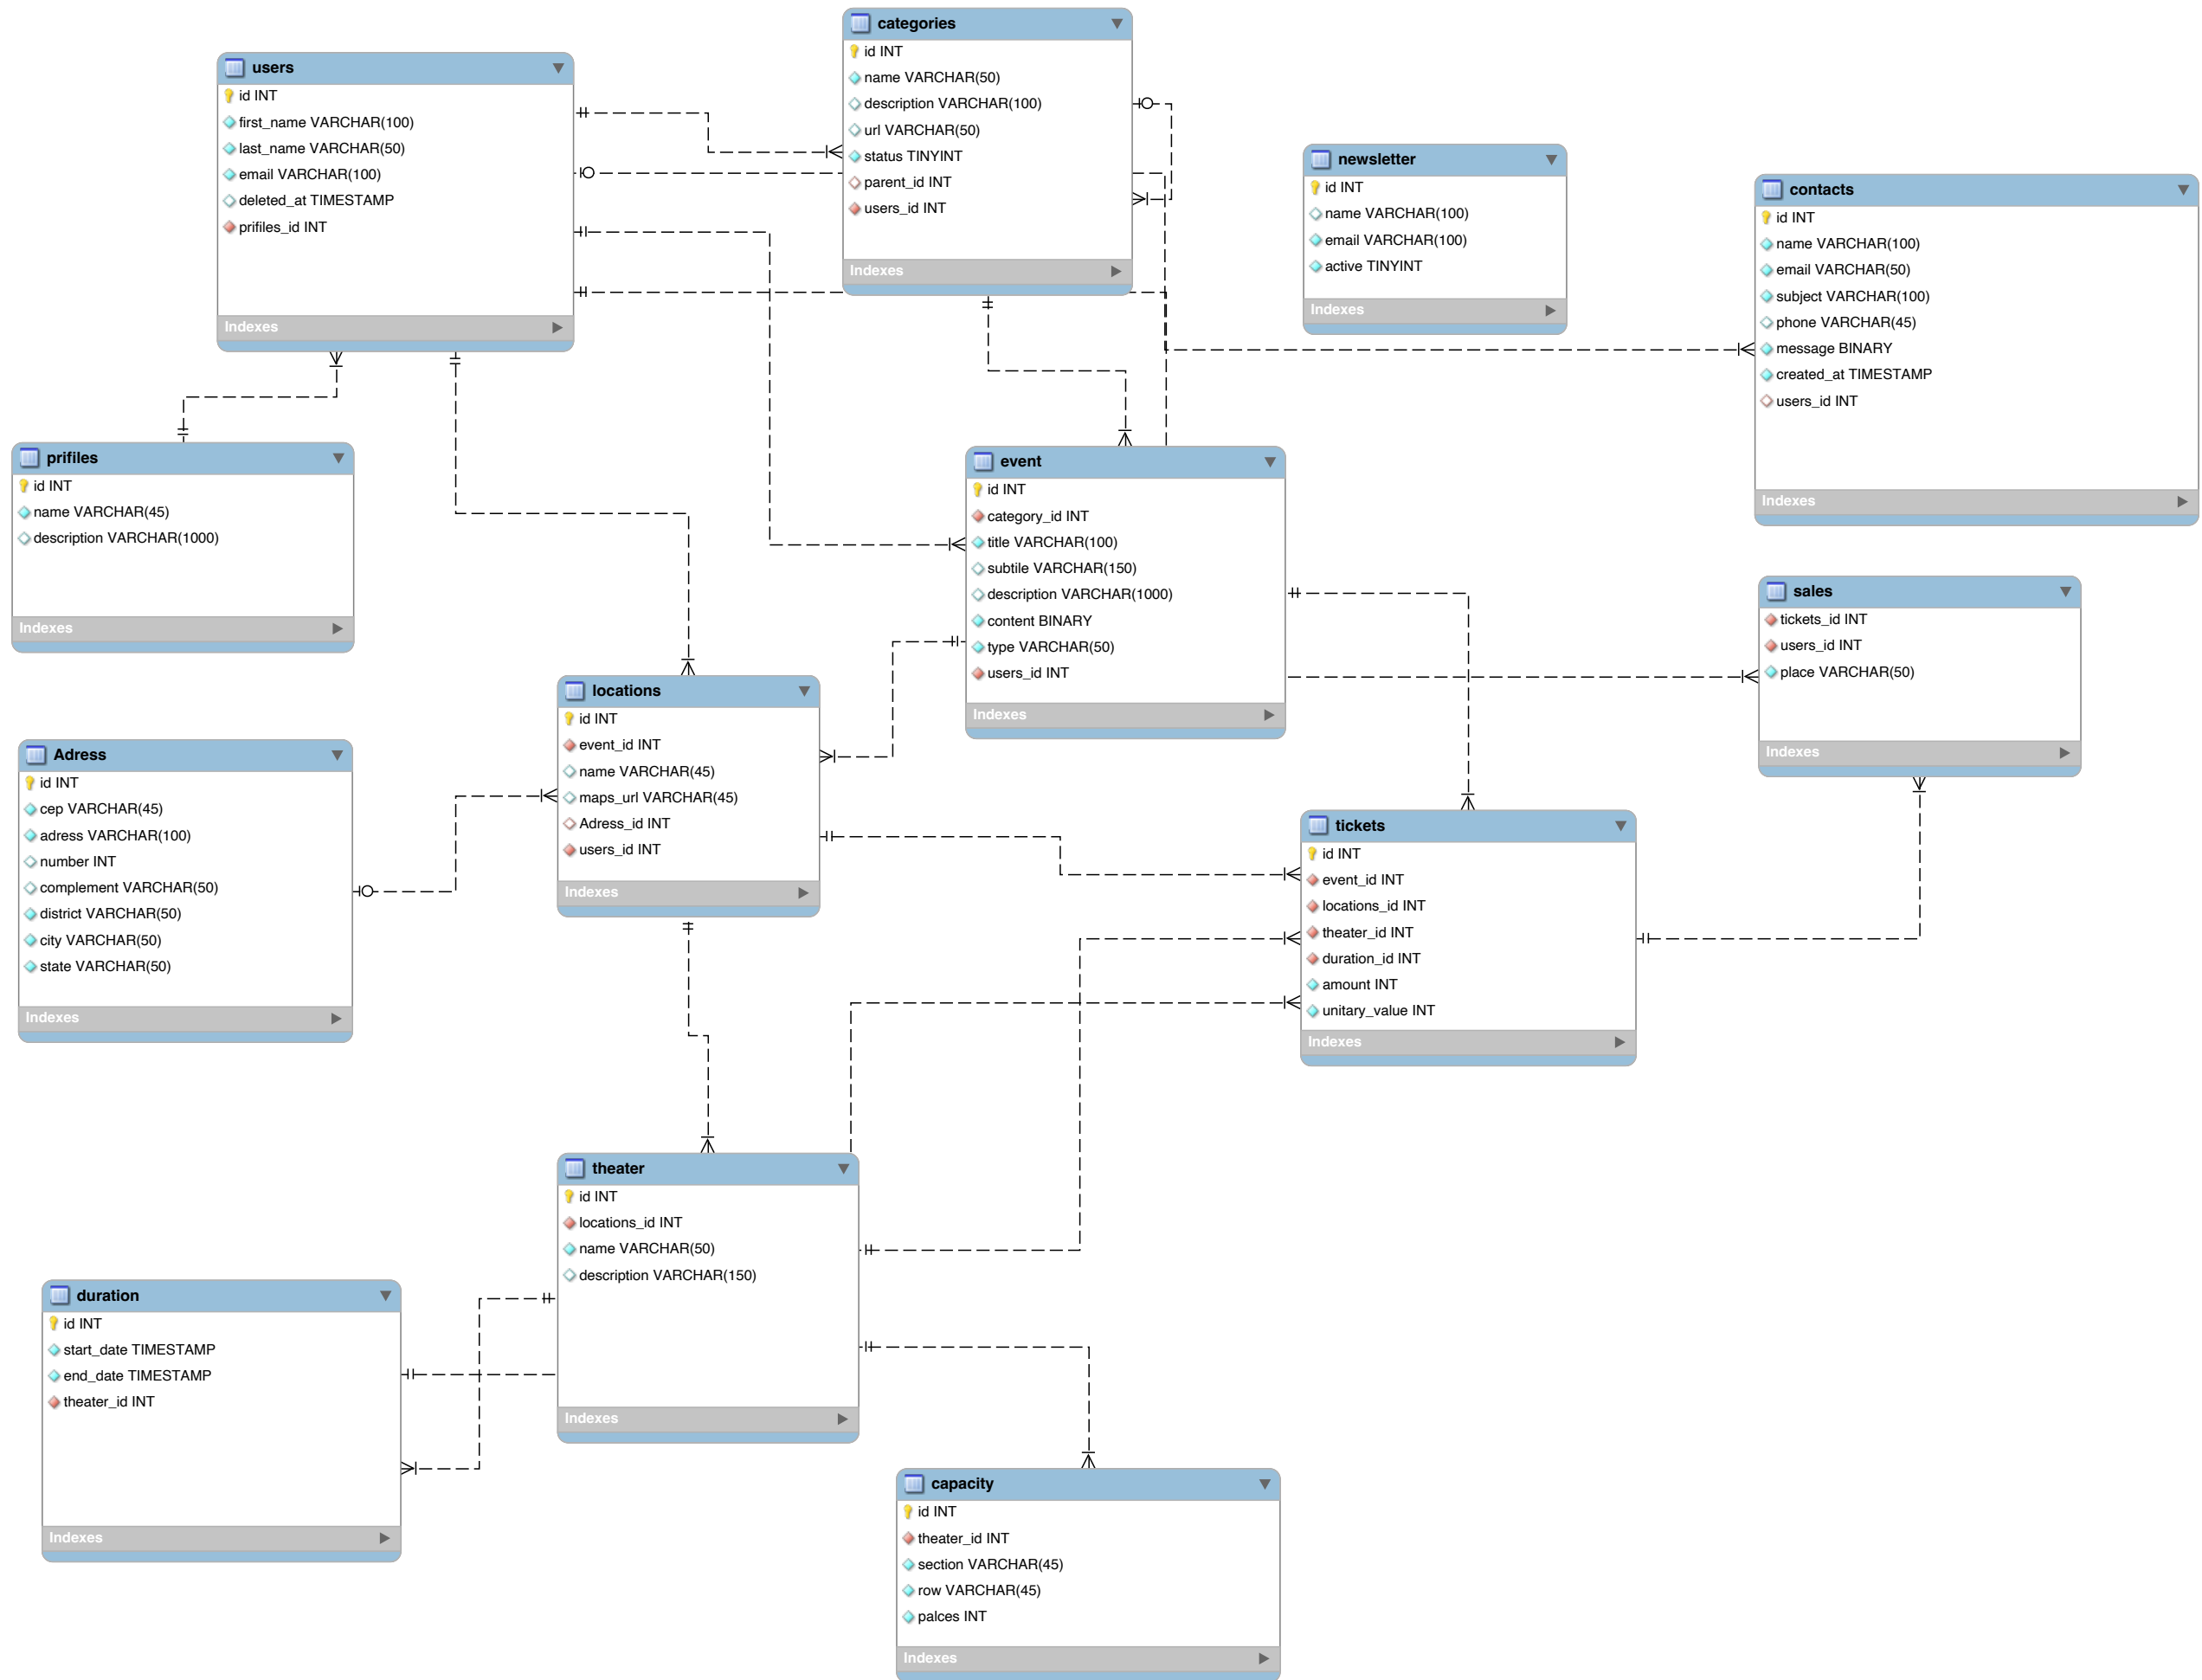 categories
id INT
name VARCHAR(50)
description VARCHAR(100)
url VARCHAR(50)
status TINYINT
parent_id INT
users_id INT
Indexes
users
id INT
first_name VARCHAR(100)
last_name VARCHAR(50)
email VARCHAR(100)
deleted_at TIMESTAMP
prifiles_id INT
Indexes
newsletter
id INT
name VARCHAR(100)
email VARCHAR(100)
active TINYINT
Indexes
contacts
id INT
name VARCHAR(100)
email VARCHAR(50)
subject VARCHAR(100)
phone VARCHAR(45)
message BINARY
created_at TIMESTAMP
users_id INT
Indexes
prifiles
id INT
name VARCHAR(45)
description VARCHAR(1000)
Indexes
event
id INT
category_id INT
title VARCHAR(100)
subtile VARCHAR(150)
description VARCHAR(1000)
content BINARY
type VARCHAR(50)
users_id INT
Indexes
sales
tickets_id INT
users_id INT
place VARCHAR(50)
Indexes
locations
id INT
event_id INT
name VARCHAR(45)
maps_url VARCHAR(45)
Adress_id INT
users_id INT
Indexes
Adress
id INT
cep VARCHAR(45)
adress VARCHAR(100)
number INT
complement VARCHAR(50)
district VARCHAR(50)
city VARCHAR(50)
state VARCHAR(50)
Indexes
tickets
id INT
event_id INT
locations_id INT
theater_id INT
duration_id INT
amount INT
unitary_value INT
Indexes
theater
id INT
locations_id INT
name VARCHAR(50)
description VARCHAR(150)
Indexes
duration
id INT
start_date TIMESTAMP
end_date TIMESTAMP
theater_id INT
Indexes
capacity
id INT
theater_id INT
section VARCHAR(45)
row VARCHAR(45)
palces INT
Indexes